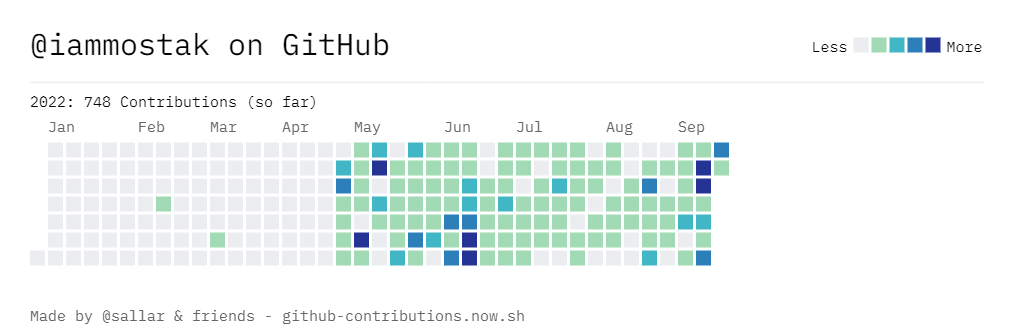 @iammostak on GitHub
Less More
2022: 748 Contributions (so far)
Jan Feb Mar Apr May Jun Jul Aug Sep
Made by @sallar & friends - github-contributions.now.sh